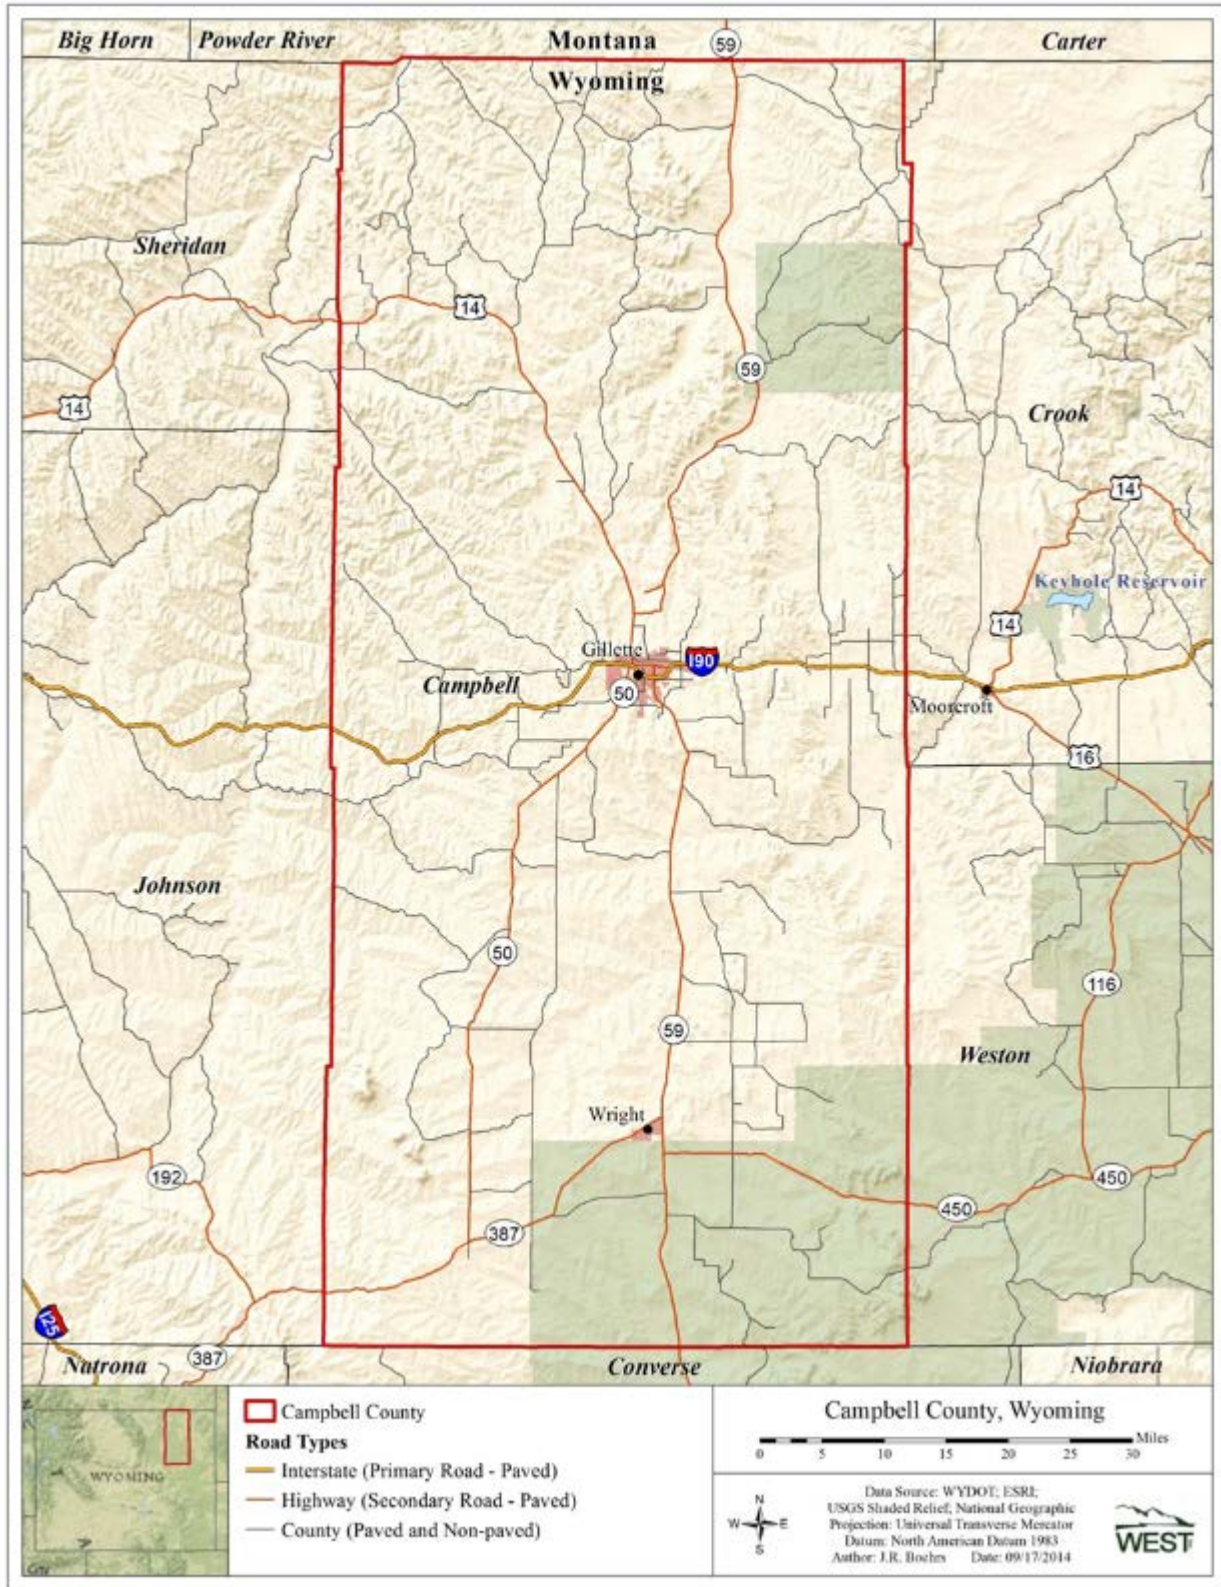 Big Horn
Powder River
Montana
59
Carter
Wyoming
Sheridan
14
59
14
Crook
14
Keyhole Reservoir
14
Gillette
I90
Campbell
50
Moorcroft
16
Johnson
50
116
59
Weston
Wright
192
450
450
387
I25
Natrona
387
Converse
Niobrara
WYOMING
Campbell County
Road Types
Interstate (Primary Road - Paved)
Highway (Secondary Road - Paved)
County (Paved and Non-paved)
Campbell County, Wyoming
Miles
0 5 10 15 20 25 30
N
W E
S
Data Source: WYDOT; ESRI;
USGS Shaded Relief; National Geographic
Projection: Universal Transverse Mercator
Datum: North American Datum 1983
Author: J.R. Boehrs Date: 09/17/2014
WEST